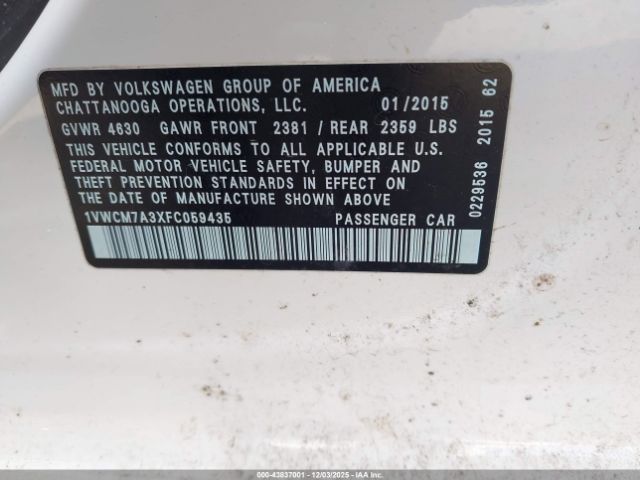 MFD BY VOLKSWAGEN GROUP OF AMERICA
CHATTANOOGA OPERATIONS, LLC. 01/2015
GVWR 4630 GAWR FRONT 2381 / REAR 2359 LBS
THIS VEHICLE CONFORMS TO ALL APPLICABLE U.S.
FEDERAL MOTOR VEHICLE SAFETY, BUMPER AND
THEFT PREVENTION STANDARDS IN EFFECT ON
THE DATE OF MANUFACTURE SHOWN ABOVE
1VWCM7A3XFC059435 PASSENGER CAR
0229536 2015 62
000-43837001 - 12/03/2025 - IAAI.COM